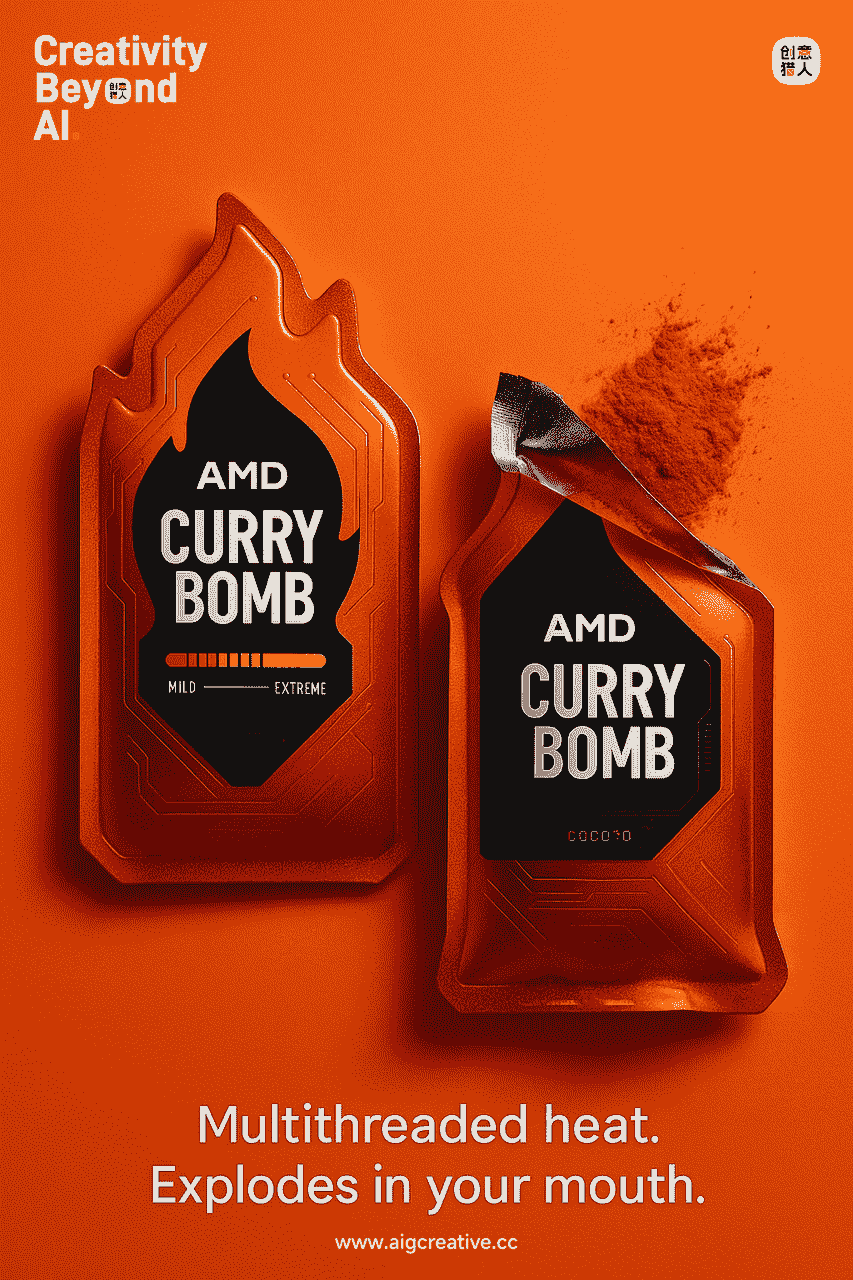 Creativity
Beyond
AI.
创意
猎人
AMD
CURRY
BOMB
MILD
EXTREME
AMD
CURRY
BOMB
Multithreaded heat.
Explodes in your mouth.
www.aigcreative.cc